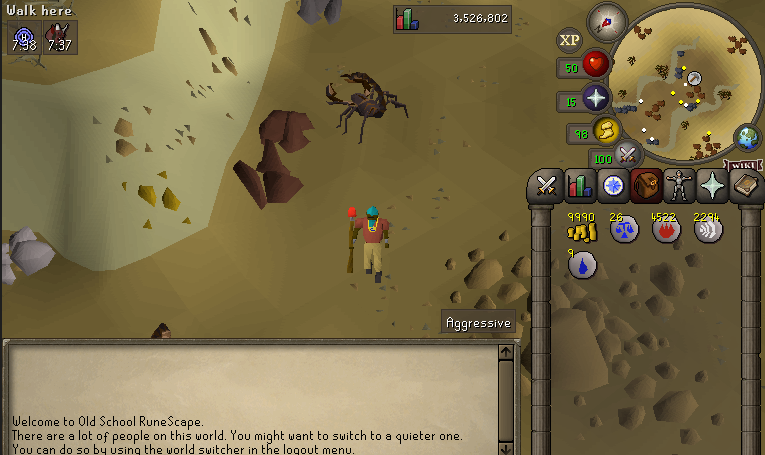 Walk here
3,526,802
7:38 7:37
XP
50
15
98
100
WIKI
9990 26 4522 2294
9
Aggressive
Welcome to Old School RuneScape.
There are a lot of people on this world. You might want to switch to a quieter one.
You can do so by using the world switcher in the logout menu.